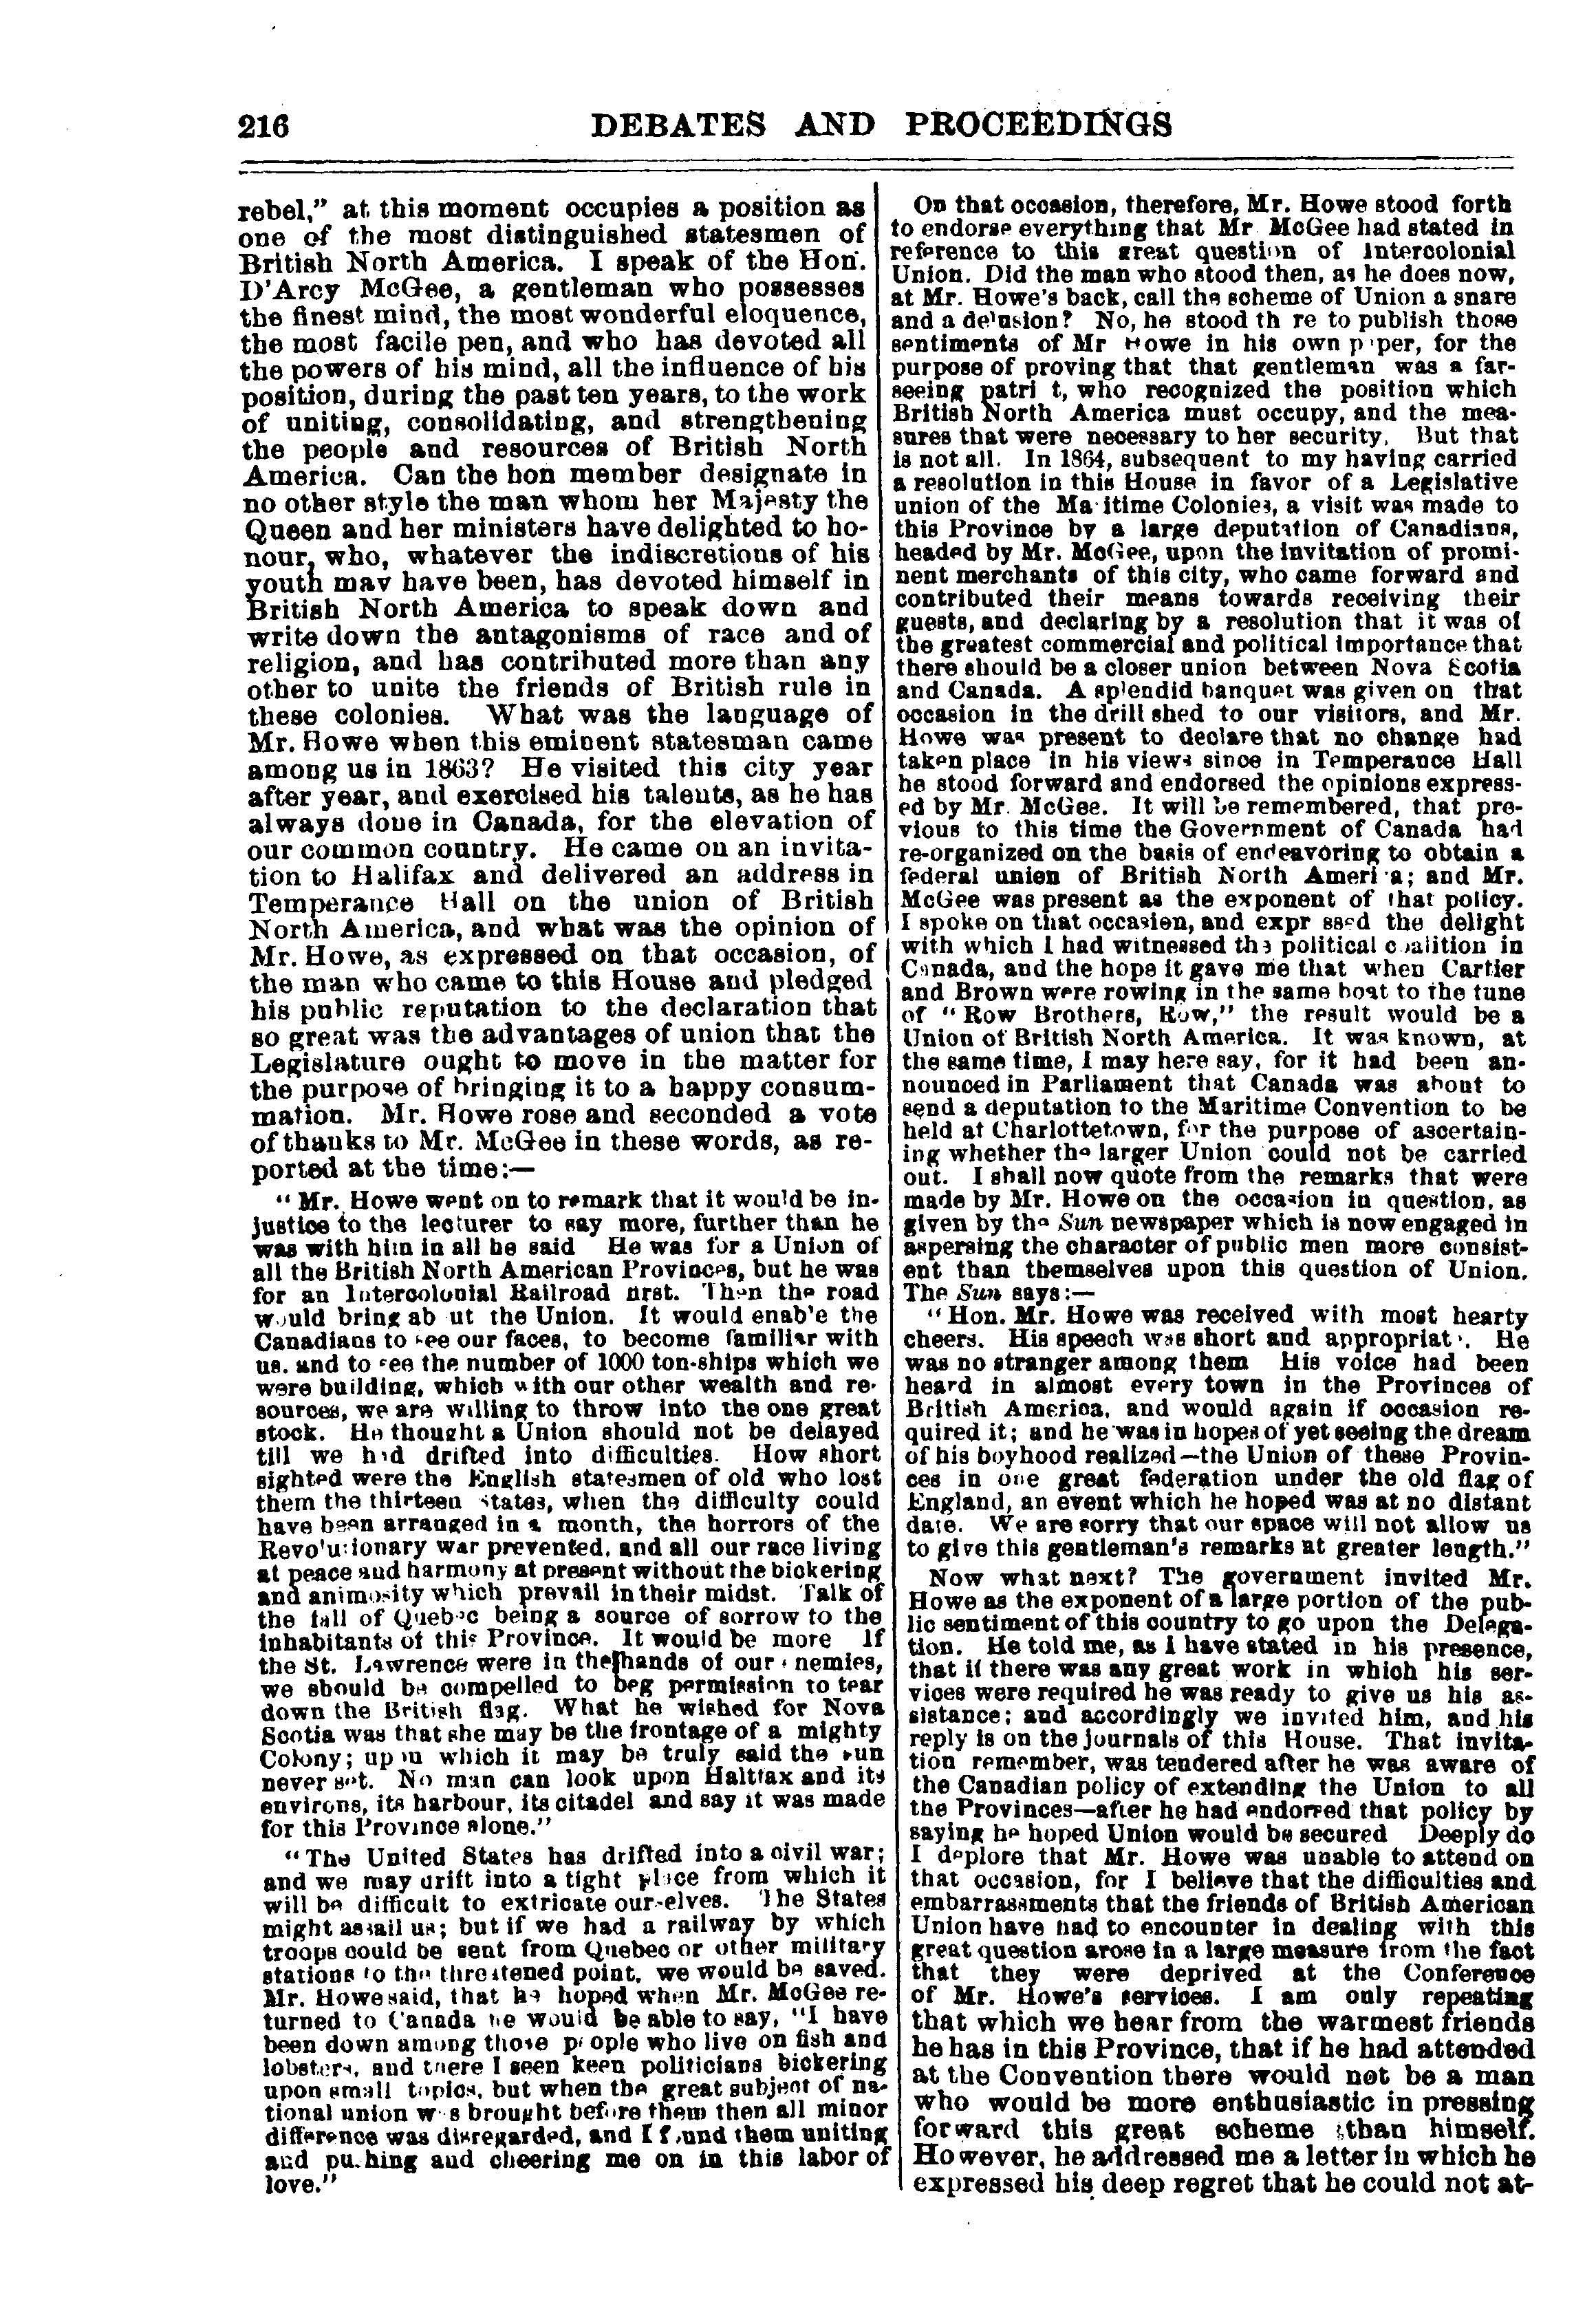 216 DEBATES AND PROCEEDINGS
rebel," at this moment occupies a position as
one of the most distinguished statesmen of
British North America. I speak of the Hon.
D'Arcy McGee, a gentleman who possesses
the finest mind, the most wonderful eloquence,
the most facile pen, and who has devoted all
the powers of his mind, all the influence of his
position, during the past ten years, to the work
of uniting, consolidating, and strengthening
the people and resources of British North
America. Can the hon member designate in
no other style the man whom her Majesty the
Queen and her ministers have delighted to ho-
nour, who, whatever the indiscretions of his
youth may have been, has devoted himself in
British North America to speak down and
write down the antagonisms of race and of
religion, and has contributed more than any
other to unite the friends of British rule in
these colonies. What was the language of
Mr. Howe when this eminent statesman came
among us in 1863? He visited this city year
after year, and exercised his talents, as he has
always done in Canada, for the elevation of
our common country. He came on an invita-
tion to Halifax and delivered an address in
Temperance Hall on the union of British
North America, and what was the opinion of
Mr. Howe, as expressed on that occasion, of
the man who came to this House and pledged
his public reputation to the declaration that
so great was the advantages of union that the
Legislature ought to move in the matter for
the purpose of bringing it to a happy consum-
mation. Mr. Howe rose and seconded a vote
of thanks to Mr. McGee in these words, as re-
ported at the time:—
"Mr. Howe went on to remark that it would be in-
justice to the lecturer to say more, further than he
was with him in all he said He was for a Union of
all the British North American Provinces, but he was
for an Intercolonial Railroad first. Then the road
would bring ab ut the Union. It would enab'e the
Canadians to see our faces, to become familiar with
us. and to see the number of 1000 ton-ships which we
were building, which with our other wealth and re-
sources, we are willing to throw into the one great
stock. He thought a Union should not be delayed
till we had drifted into difficulties. How short
sighted were the English statesmen of old who lost
them the thirteen States, when the difficulty could
have been arranged in a month, the horrors of the
Revolutionary war prevented, and all our race living
at peace and harmony at present without the bickering
and animosity which prevail in their midst. Talk of
the fall of Quebec being a source of sorrow to the
inhabitants of this Province. It would be more If
the St. Lawrence were in the hands of our enemies,
we should be compelled to beg permission to tear
down the British flag. What he wished for Nova
Scotia was that she may be the frontage of a mighty
Colony; upon which it may be truly said the sun
never set. No man can look upon Halifax and its
environs, its harbour, its citadel and say it was made
for this Province alone."
"The United States has drifted into a civil war;
and we may drift into a tight place from which it
will be difficult to extricate our-elves. The States
might assail us; but if we had a railway by which
troops could be sent from Quebec or other military
stations to the threatened point, we would be saved.
Mr. Howe said, that he hoped when Mr. McGee re-
turned to Canada he would be able to say, "I have
been down among those people who live on fish and
lobsters, and there I seen keen politicians bickering
upon small topics, but when the great subject of na-
tional union was brought before them then all minor
difference was disregarded, and I found them uniting
and pushing and cheering me on in this labor of
love."
On that occasion, therefore, Mr. Howe stood forth
to endorse everything that Mr McGee had stated in
reference to this great question of Intercolonial
Union. Did the man who stood then, as he does now,
at Mr. Howe's back, call the scheme of Union a snare
and a delusion? No, he stood th re to publish those
sentiments of Mr Howe in his own paper, for the
purpose of proving that that gentleman was a far-
seeing patri t, who recognized the position which
British North America must occupy, and the mea-
sures that were necessary to her security. But that
is not all. In 1864, subsequent to my having carried
a resolution in this House in favor of a Legislative
union of the Maritime Colonies, a visit was made to
this Province by a large deputation of Canadians,
headed by Mr. McGee, upon the invitation of promi-
nent merchants of this city, who came forward and
contributed their means towards receiving their
guests, and declaring by a resolution that it was of
the greatest commercial and political importance that
there should be a closer union between Nova Scotia
and Canada. A splendid banquet was given on that
occasion in the drill shed to our visitors, and Mr.
Howe was present to declare that no change had
taken place in his views since in Temperance Hall
he stood forward and endorsed the opinions express-
ed by Mr. McGee. It will be remembered, that pre-
vious to this time the Government of Canada had
re-organized on the basis of endeavoring to obtain a
federal union of British North America; and Mr.
McGee was present as the exponent of that policy.
I spoke on that occasion, and expr ssed the delight
with which I had witnessed the political coalition in
Canada, and the hope it gave me that when Cartier
and Brown were rowing in the same boat to the tune
of "Row Brothers, Row," the result would be a
Union of British North America. It was known, at
the same time, I may here say, for it had been an-
nounced in Parliament that Canada was about to
send a deputation to the Maritime Convention to be
held at Charlottetown, for the purpose of ascertain-
ing whether the larger Union could not be carried
out. I shall now quote from the remarks that were
made by Mr. Howe on the occasion in question, as
given by the Sun newspaper which is now engaged in
aspersing the character of public men more consist-
ent than themselves upon this question of Union.
The Sun says:—
"Hon. Mr. Howe was received with most hearty
cheers. His speech was short and appropriate. He
was no stranger among them His voice had been
heard in almost every town in the Provinces of
British America, and would again if occasion re-
quired it; and he was in hopes of yet seeing the dream
of his boyhood realized—the Union of these Provin-
ces in one great federation under the old flag of
England, an event which he hoped was at no distant
date. We are sorry that our space will not allow us
to give this gentleman's remarks at greater length."
Now what next? The government invited Mr.
Howe as the exponent of a large portion of the pub-
lic sentiment of this country to go upon the Delega-
tion. He told me, as I have stated in his presence,
that if there was any great work in which his ser-
vices were required he was ready to give us his as-
sistance; and accordingly we invited him, and his
reply is on the journals of this House. That invita-
tion remember, was tendered after he was aware of
the Canadian policy of extending the Union to all
the Provinces—after he had endorsed that policy by
saying he hoped Union would be secured Deeply do
I deplore that Mr. Howe was unable to attend on
that occasion, for I believe that the difficulties and
embarrassments that the friends of British American
Union have had to encounter in dealing with this
great question arose in a large measure from the fact
that they were deprived at the Conference
of Mr. Howe's services. I am only repeating
that which we hear from the warmest friends
he has in this Province, that if he had attended
at the Convention there would not be a man
who would be more enthusiastic in pressing
forward this great scheme than himself.
However, he addressed me a letter in which he
expressed his deep regret that he could not at-